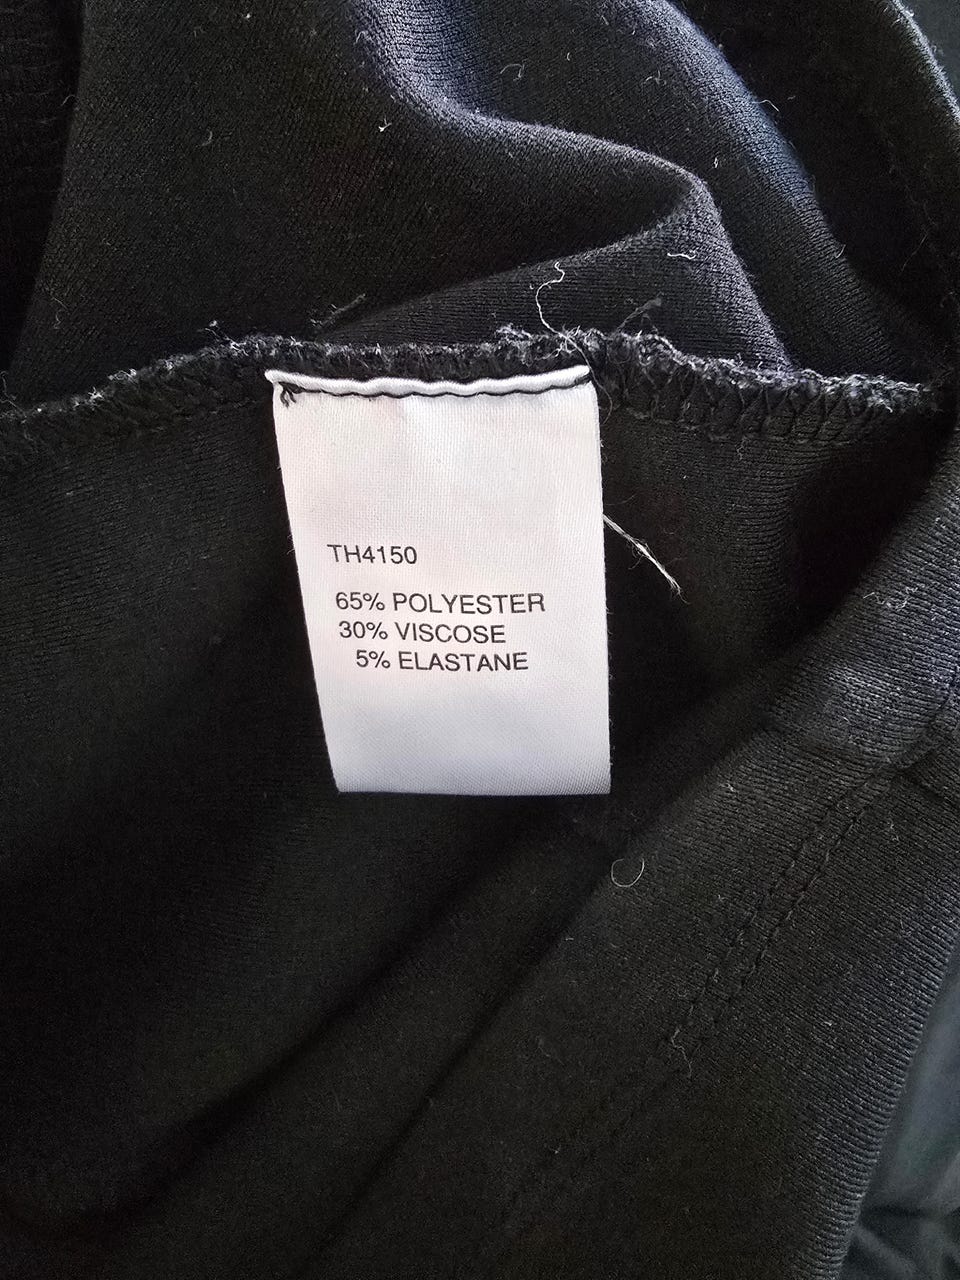 TH4150
65% POLYESTER
30% VISCOSE
5% ELASTANE